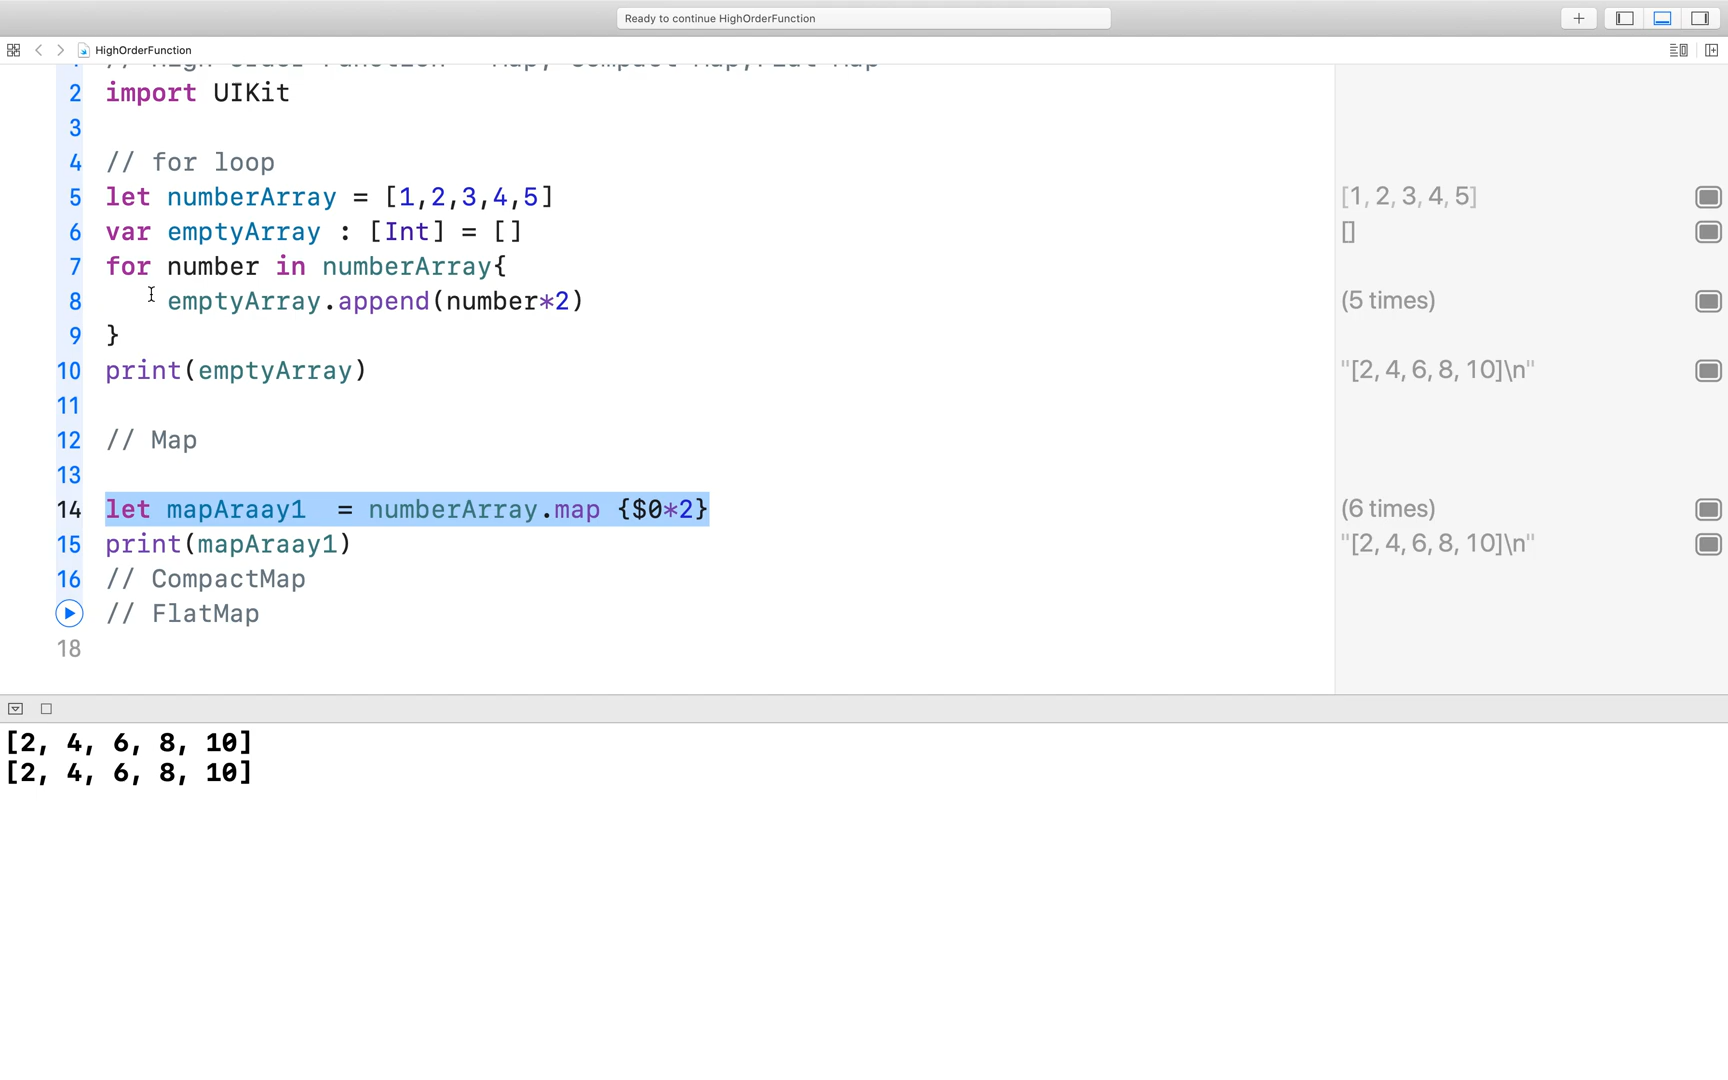 Ready to continue HighOrderFunction
HighOrderFunction
2 import UIKit
3
4 // for loop
5 let numberArray = [1,2,3,4,5] [1, 2, 3, 4, 5]
6 var emptyArray : [Int] = [] []
7 for number in numberArray{
8 emptyArray.append(number*2) (5 times)
9 }
10 print(emptyArray) "[2, 4, 6, 8, 10]\n"
11
12 // Map
13
14 let mapAraay1  = numberArray.map {$0*2} (6 times)
15 print(mapAraay1) "[2, 4, 6, 8, 10]\n"
16 // CompactMap
// FlatMap
18
[2, 4, 6, 8, 10]
[2, 4, 6, 8, 10]